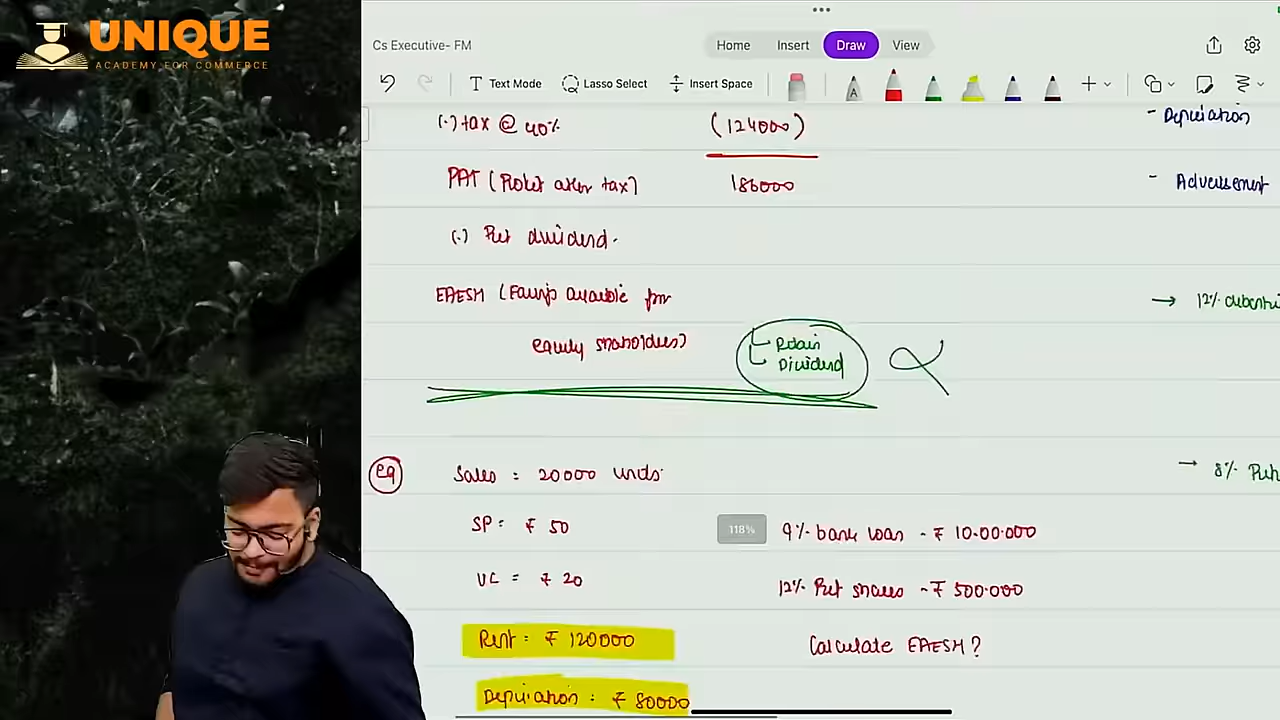 UNIQUE
ACADEMY FOR COMMERCE
Cs Executive- FM
Home Insert Draw View
Text Mode Lasso Select Insert Space
(-) tax @ 40% (124000)
PAT (Profit after tax) 186000
(-) Pref dividend.
EAESH (Earnings available for
equity shareholders)
Retain
Dividend
- Depreciation
- Advertisement
→ 12%
→ 8%
eg
Sales = 20000 units
SP = ₹ 50
VC = ₹ 20
Rent = ₹ 120000
Depreciation = ₹ 80000
118%
9% bank loan - ₹ 10,00,000
12% Pref shares - ₹ 500,000
Calculate EAESH?